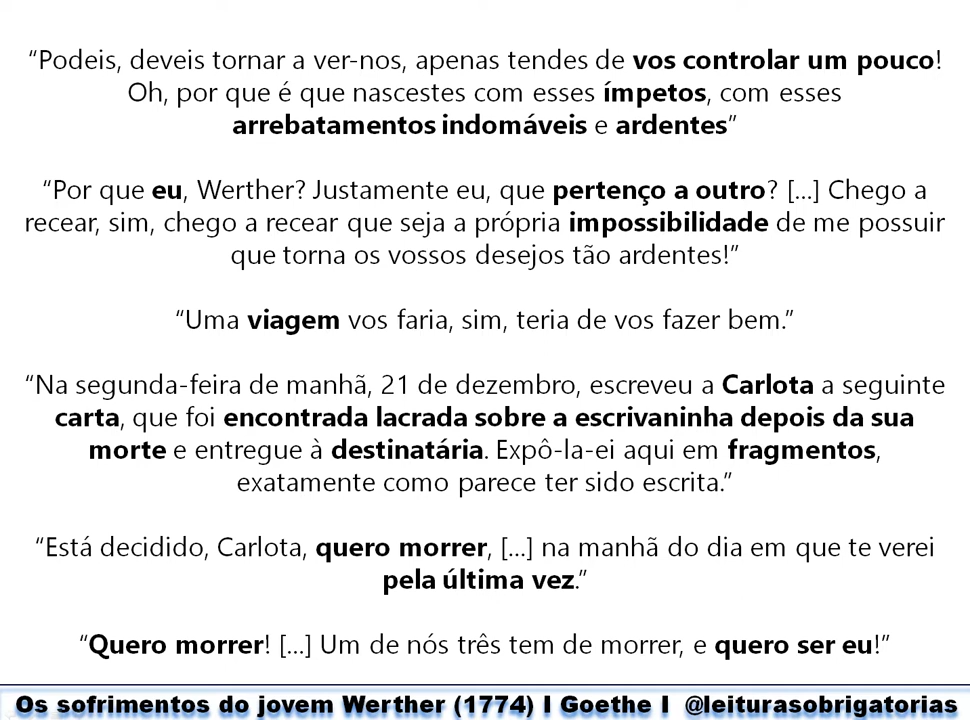 “Podeis, deveis tornar a ver-nos, apenas tendes de vos controlar um pouco!
Oh, por que é que nascestes com esses ímpetos, com esses
arrebatamentos indomáveis e ardentes”
“Por que eu, Werther? Justamente eu, que pertenço a outro? [...] Chego a
recear, sim, chego a recear que seja a própria impossibilidade de me possuir
que torna os vossos desejos tão ardentes!”
“Uma viagem vos faria, sim, teria de vos fazer bem.”
“Na segunda-feira de manhã, 21 de dezembro, escreveu a Carlota a seguinte
carta, que foi encontrada lacrada sobre a escrivaninha depois da sua
morte e entregue à destinatária. Expô-la-ei aqui em fragmentos,
exatamente como parece ter sido escrita.”
“Está decidido, Carlota, quero morrer, [...] na manhã do dia em que te verei
pela última vez.”
“Quero morrer! [...] Um de nós três tem de morrer, e quero ser eu!”
Os sofrimentos do jovem Werther (1774) I Goethe I @leiturasobrigatorias